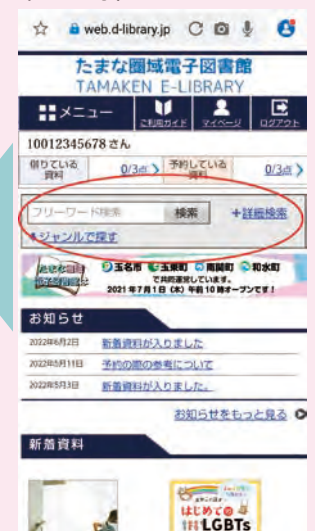 web.d-library.jp
たまな圏域電子図書館
TAMAKEN E-LIBRARY
メニュー ご利用ガイド マイページ ログアウト
10012345678 さん
借りている資料 0/3点 予約している資料 0/3点
フリーワード検索 検索 +詳細検索
ジャンルで探す
玉名市 玉東町 南関町 和水町
で共同運営しています。
2021年7月1日（木）午前10時オープンです！
お知らせ
2022年6月2日 新着資料が入りました
2022年5月11日 予約の際の参考について
2022年5月3日 新着資料が入りました。
お知らせをもっと見る
新着資料
はじめての
LGBTs